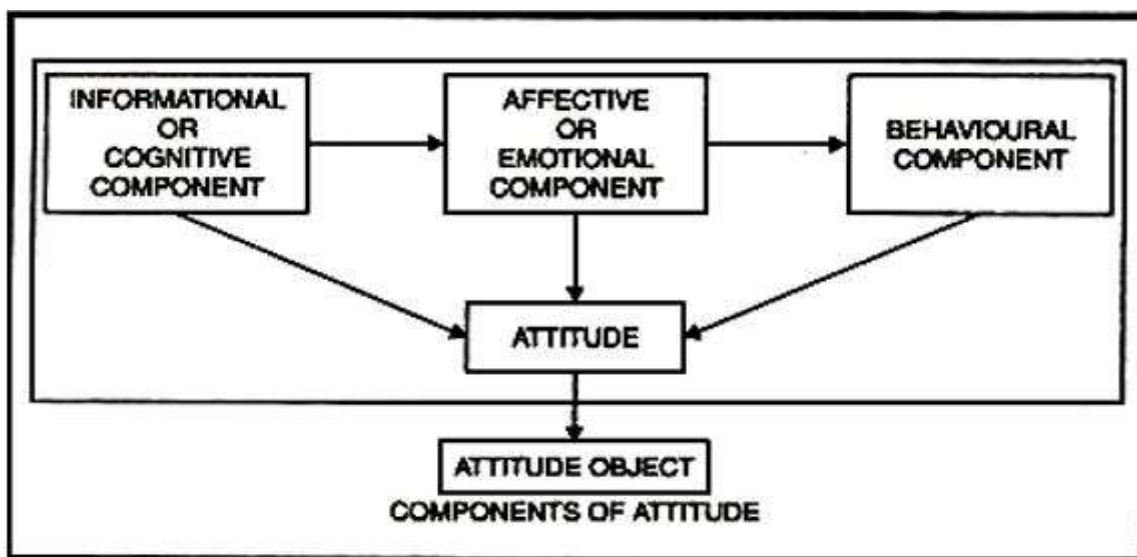 INFORMATIONAL
OR
COGNITIVE
COMPONENT
AFFECTIVE
OR
EMOTIONAL
COMPONENT
BEHAVIOURAL
COMPONENT
ATTITUDE
ATTITUDE OBJECT
COMPONENTS OF ATTITUDE